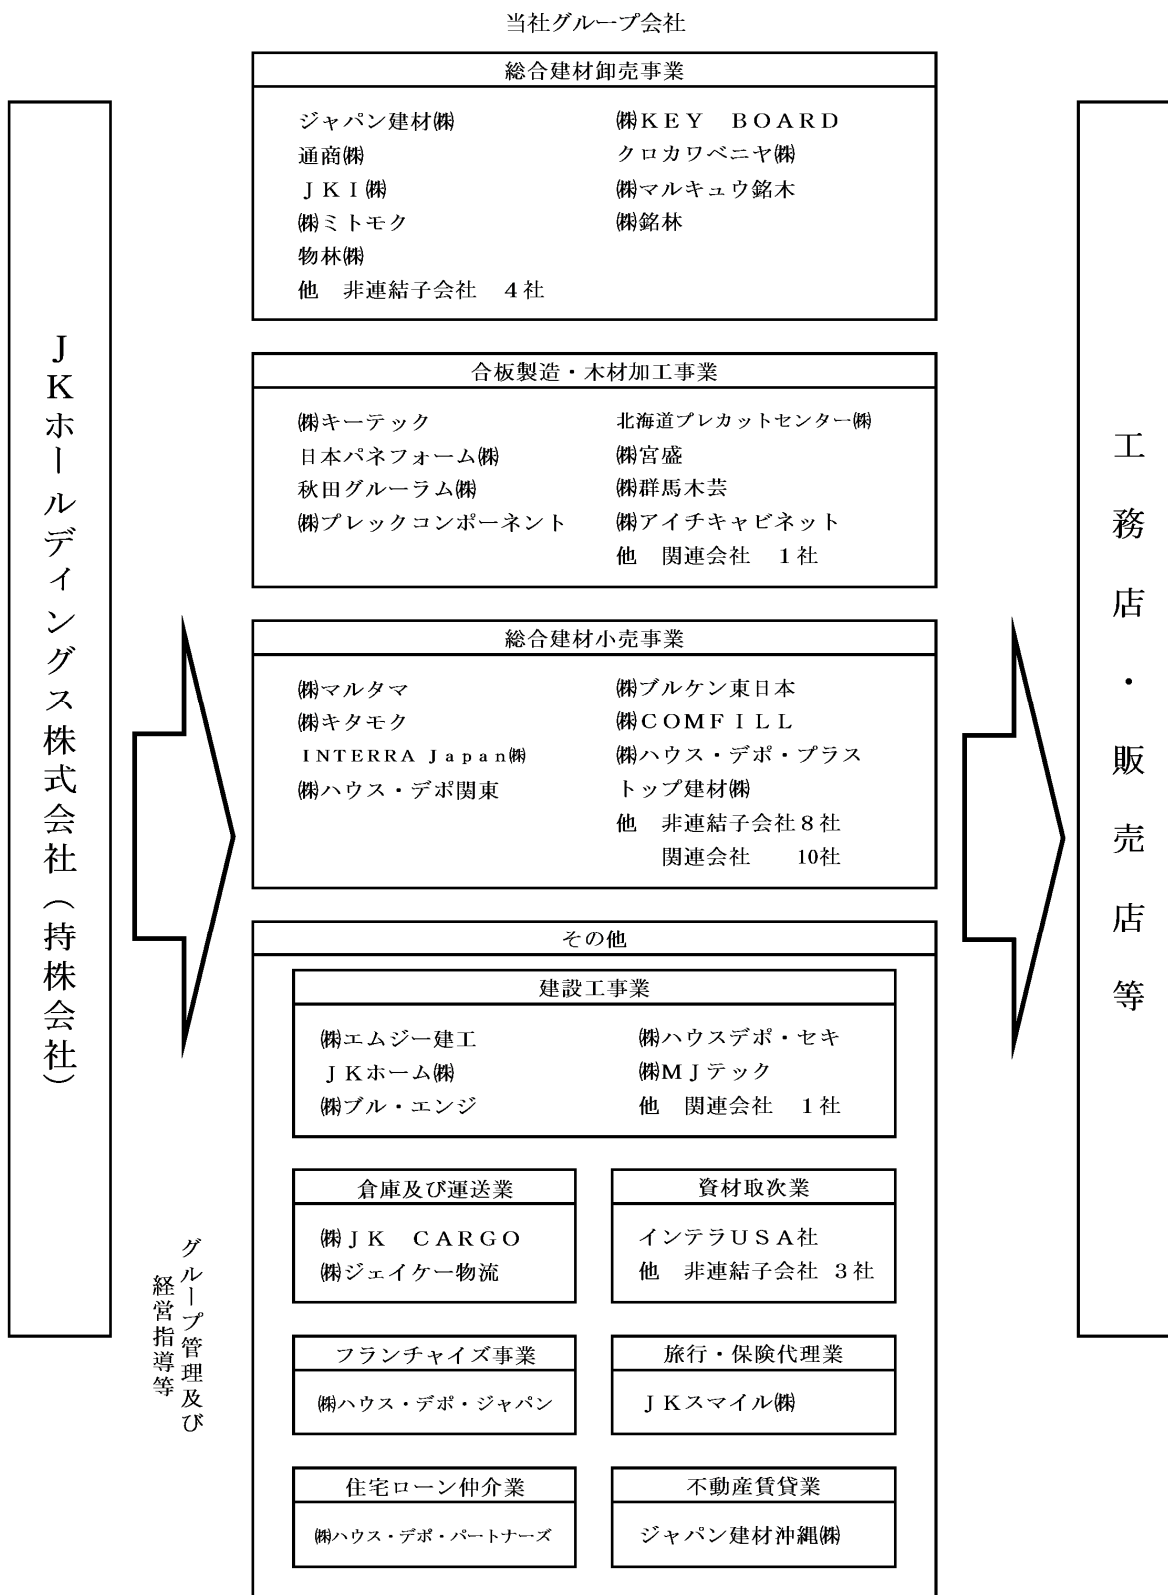 当社グループ会社
JKホールディングス株式会社（持株会社）
グループ管理及び
経営指導等
総合建材卸売事業
ジャパン建材㈱
通商㈱
ＪＫＩ㈱
㈱ミトモク
物林㈱
他　非連結子会社　４社
㈱ＫＥＹ　ＢＯＡＲＤ
クロカワベニヤ㈱
㈱マルキュウ銘木
㈱銘林
合板製造・木材加工事業
㈱キーテック
日本パネフォーム㈱
秋田グルーラム㈱
㈱プレックコンポーネント
北海道プレカットセンター㈱
㈱宮盛
㈱群馬木芸
㈱アイチキャビネット
他　関連会社　１社
総合建材小売事業
㈱マルタマ
㈱キタモク
ＩＮＴＥＲＲＡ Ｊａｐａｎ㈱
㈱ハウス・デポ関東
㈱ブルケン東日本
㈱ＣＯＭＦＩＬＬ
㈱ハウス・デポ・プラス
トップ建材㈱
他　非連結子会社８社
関連会社　　10社
その他
建設工事業
㈱エムジー建工
ＪＫホーム㈱
㈱ブル・エンジ
㈱ハウスデポ・セキ
㈱ＭＪテック
他　関連会社　１社
倉庫及び運送業
㈱ＪＫ　ＣＡＲＧＯ
㈱ジェイケー物流
資材取次業
インテラＵＳＡ社
他　非連結子会社 ３社
フランチャイズ事業
㈱ハウス・デポ・ジャパン
旅行・保険代理業
ＪＫスマイル㈱
住宅ローン仲介業
㈱ハウス・デポ・パートナーズ
不動産賃貸業
ジャパン建材沖縄㈱
工務店・販売店等